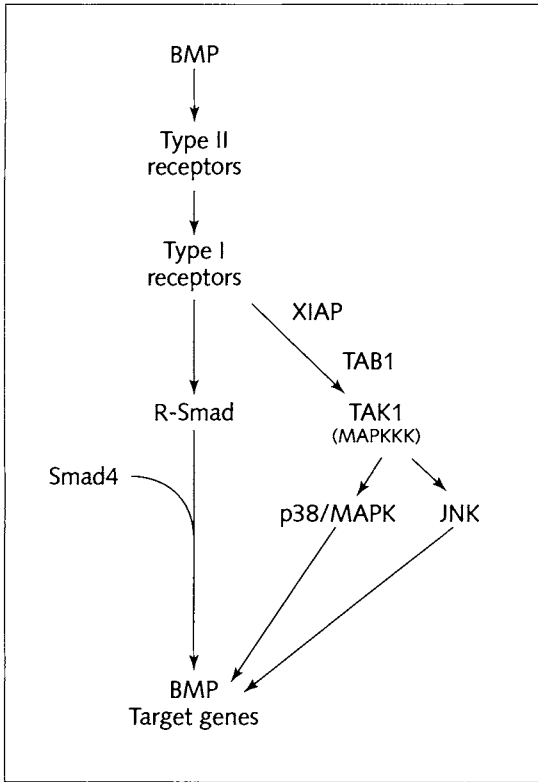 BMP
Type II
receptors
Type I
receptors
XIAP
TAB1
R-Smad
TAK1
(MAPKKK)
Smad4
p38/MAPK
JNK
BMP
Target genes